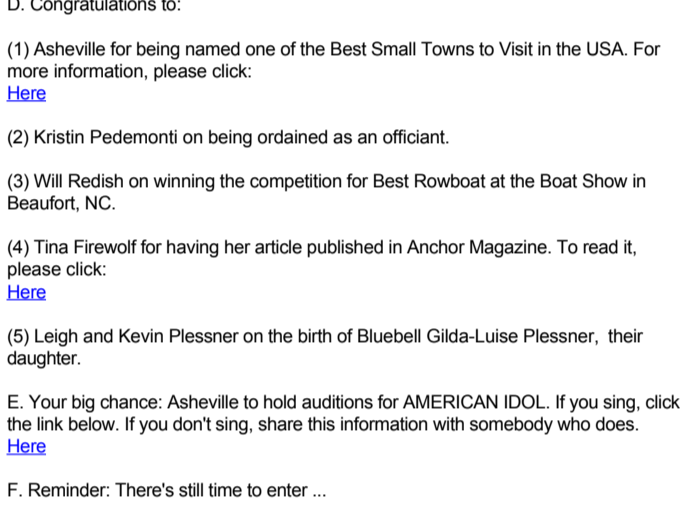 D. Congratulations to:
(1) Asheville for being named one of the Best Small Towns to Visit in the USA. For
more information, please click:
Here
(2) Kristin Pedemonti on being ordained as an officiant.
(3) Will Redish on winning the competition for Best Rowboat at the Boat Show in
Beaufort, NC.
(4) Tina Firewolf for having her article published in Anchor Magazine. To read it,
please click:
Here
(5) Leigh and Kevin Plessner on the birth of Bluebell Gilda-Luise Plessner,  their
daughter.
E. Your big chance: Asheville to hold auditions for AMERICAN IDOL. If you sing, click
the link below. If you don't sing, share this information with somebody who does.
Here
F. Reminder: There's still time to enter ...